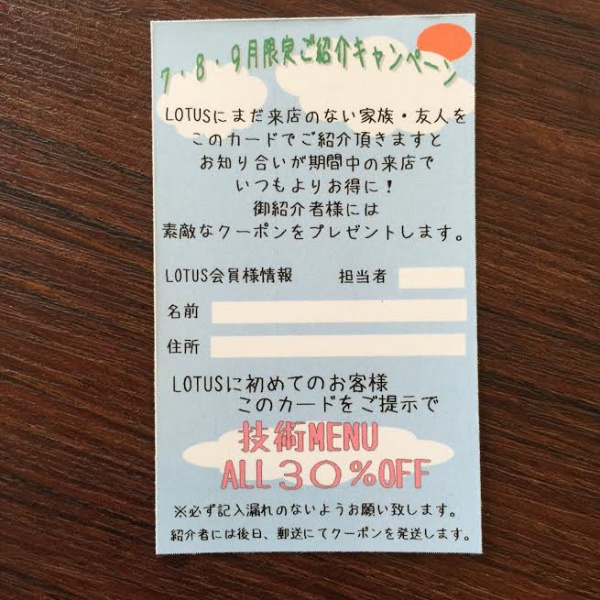 7・8・9月限定ご紹介キャンペーン
LOTUSにまだ来店のない家族・友人を
このカードでご紹介頂きますと
お知り合いが期間中の来店で
いつもよりお得に！
御紹介者様には
素敵なクーポンをプレゼントします。
LOTUS会員様情報 担当者
名前
住所
LOTUSに初めてのお客様
このカードをご提示で
技術MENU
ALL30%OFF
※必ず記入漏れのないようお願い致します。
紹介者には後日、郵送にてクーポンを発送します。